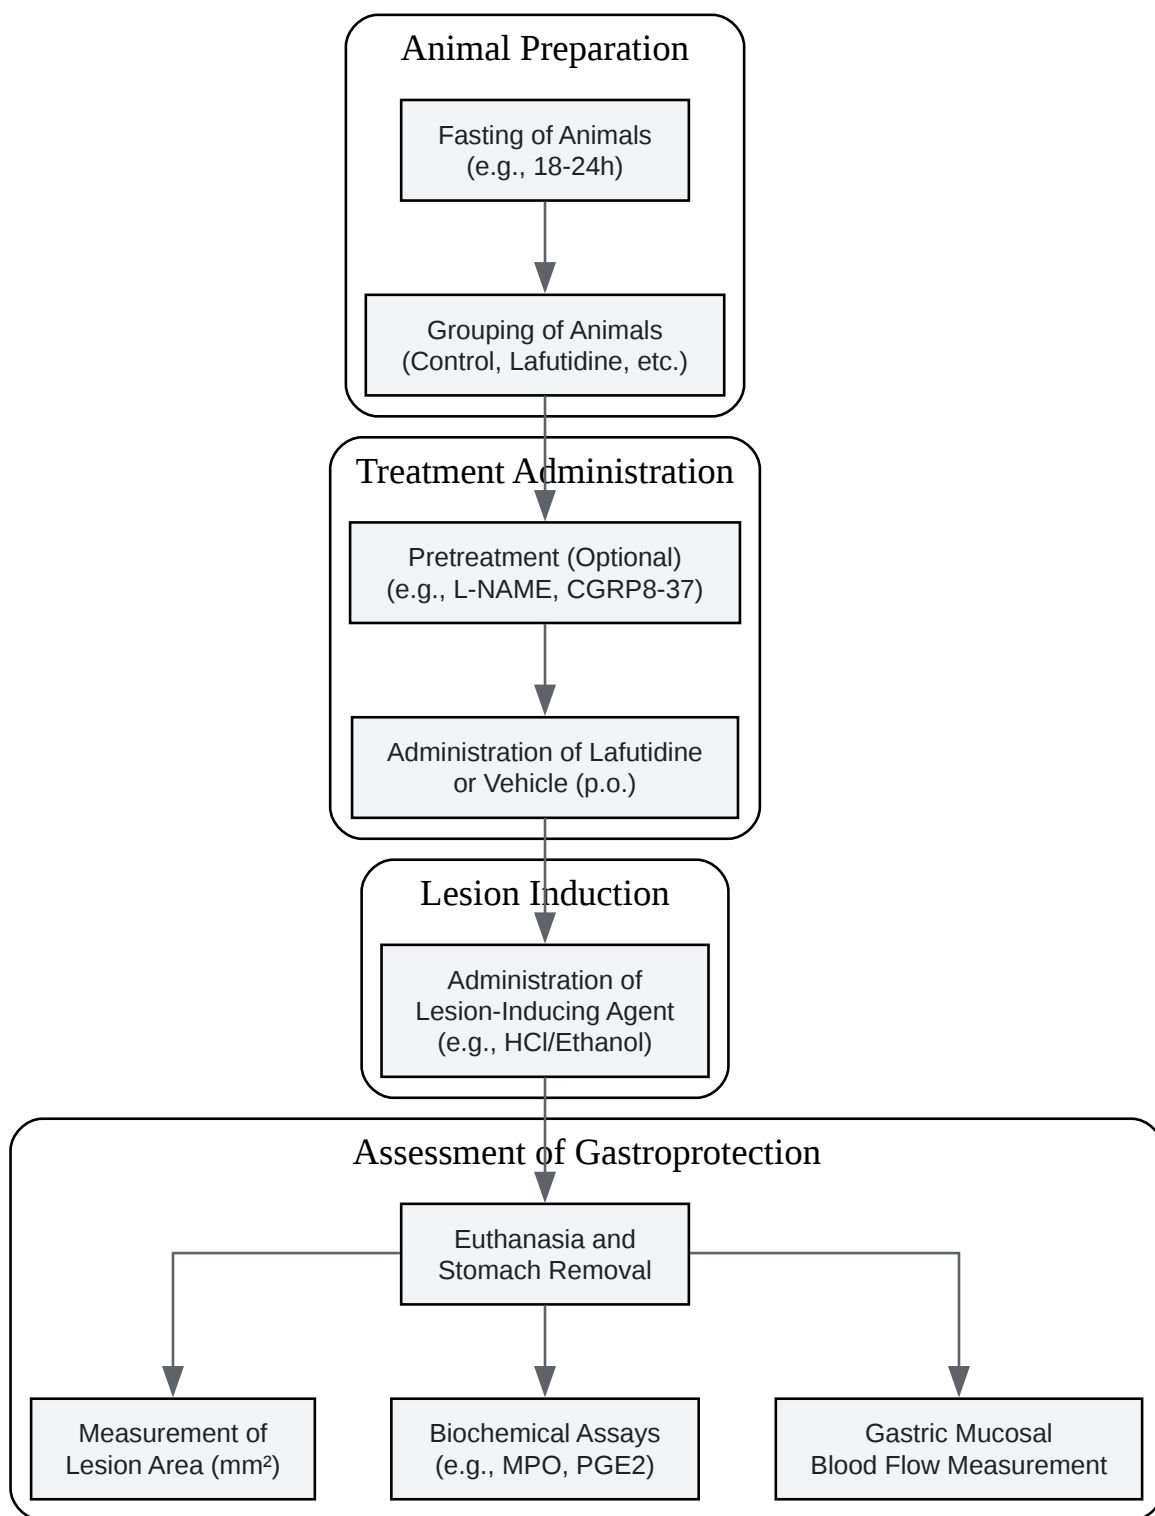 Animal Preparation
Fasting of Animals
(e.g., 18-24h)
Grouping of Animals
(Control, Lafutidine, etc.)
Treatment Administration
Pretreatment (Optional)
(e.g., L-NAME, CGRP8-37)
Administration of Lafutidine
or Vehicle (p.o.)
Lesion Induction
Administration of
Lesion-Inducing Agent
(e.g., HCl/Ethanol)
Assessment of Gastroprotection
Euthanasia and
Stomach Removal
Measurement of
Lesion Area (mm²)
Biochemical Assays
(e.g., MPO, PGE2)
Gastric Mucosal
Blood Flow Measurement